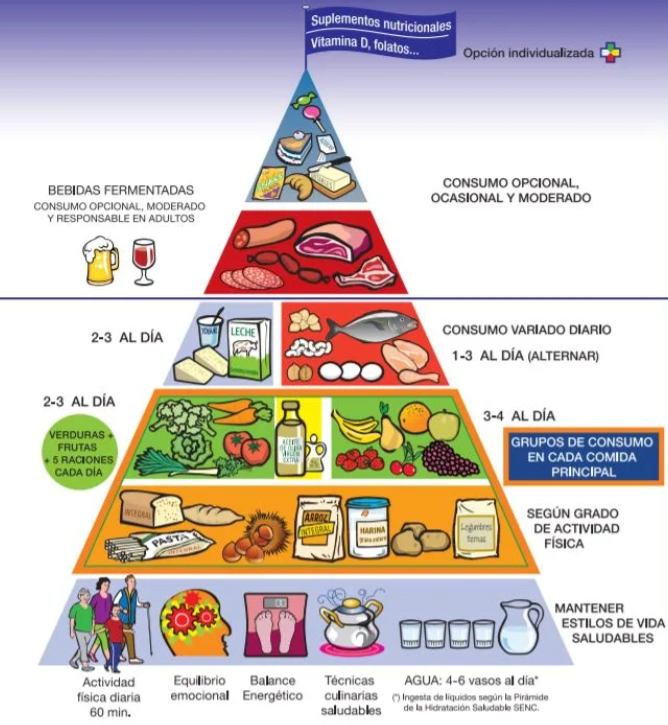 Suplementos nutricionales
Vitamina D, folatos...
Opción individualizada
BEBIDAS FERMENTADAS
CONSUMO OPCIONAL, MODERADO
Y RESPONSABLE EN ADULTOS
CONSUMO OPCIONAL,
OCASIONAL Y MODERADO
2-3 AL DÍA
YOGUR
LECHE
CONSUMO VARIADO DIARIO
1-3 AL DÍA (ALTERNAR)
2-3 AL DÍA
VERDURAS +
FRUTAS
+ 5 RACIONES
CADA DÍA
ACEITE
DE OLIVA
VIRGEN
EXTRA
3-4 AL DÍA
GRUPOS DE CONSUMO
EN CADA COMIDA
PRINCIPAL
INTEGRAL
PASTA
INTEGRAL
ARROZ
INTEGRAL
HARINA
Legumbres
tiernas
SEGÚN GRADO
DE ACTIVIDAD
FÍSICA
MANTENER
ESTILOS DE VIDA
SALUDABLES
Actividad
física diaria
60 min.
Equilibrio
emocional
Balance
Energético
Técnicas
culinarias
saludables
AGUA: 4-6 vasos al día*
(*) Ingesta de líquidos según la Pirámide
de la Hidratación Saludable SENC.